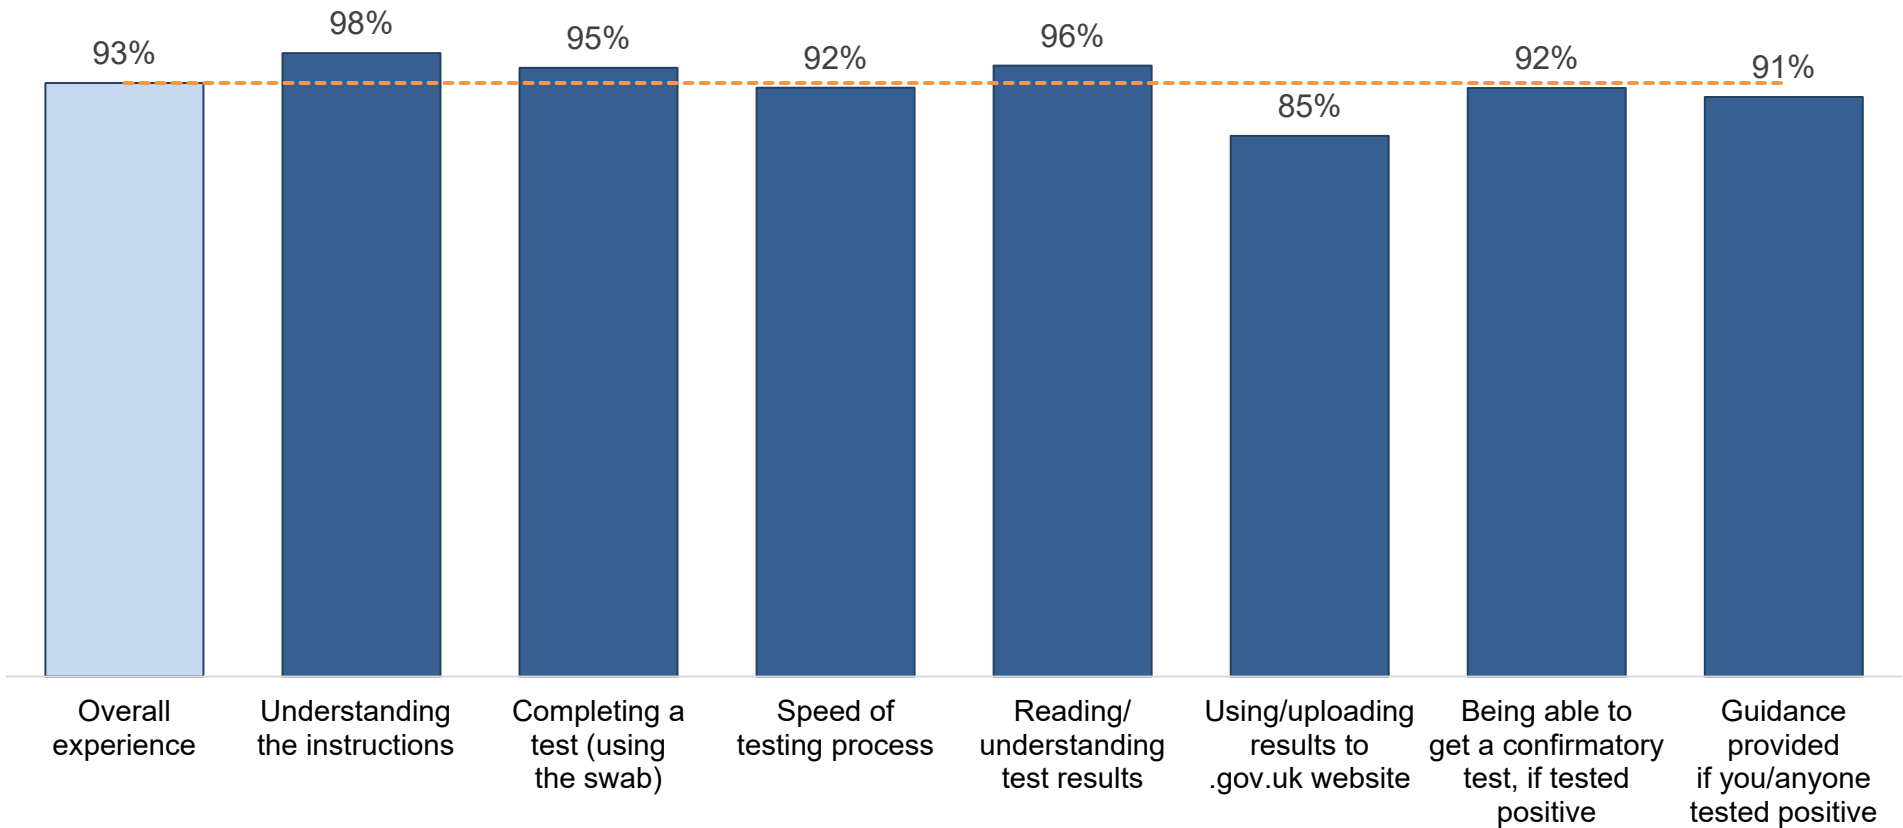 93%
98%
95%
92%
96%
85%
92%
91%
Overall
experience
Understanding
the instructions
Completing a
test (using
the swab)
Speed of
testing process
Reading/
understanding
test results
Using/uploading
results to
.gov.uk website
Being able to
get a confirmatory
test, if tested
positive
Guidance
provided
if you/anyone
tested positive